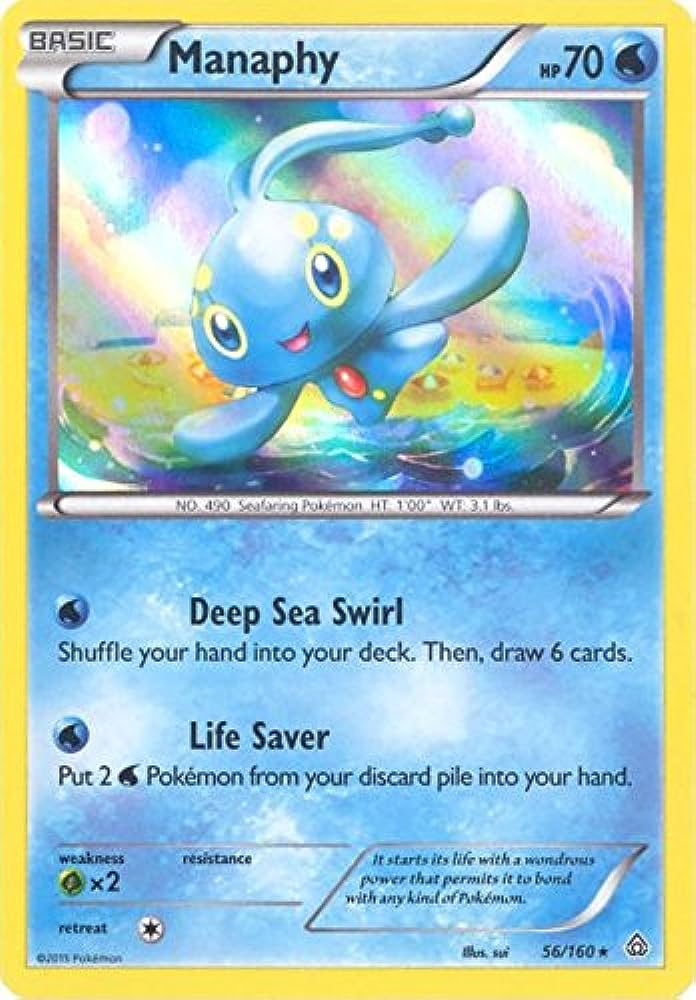 BASIC
Manaphy
HP70
NO. 490 Seafaring Pokémon HT: 1'00" WT: 3.1 lbs.
Deep Sea Swirl
Shuffle your hand into your deck. Then, draw 6 cards.
Life Saver
Put 2 Pokémon from your discard pile into your hand.
weakness resistance
×2
It starts its life with a wondrous
power that permits it to bond
with any kind of Pokémon.
retreat
©2015 Pokémon
Illus. sui
56/160 ★